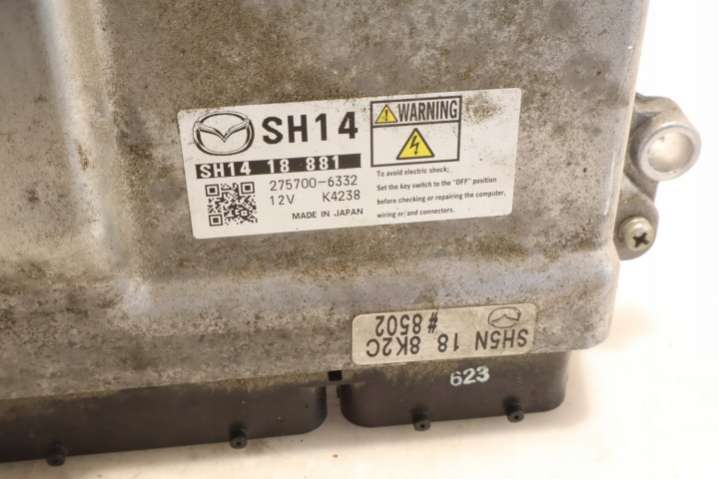 SH14
SH14 18 881
275700-6332
12V K4238
MADE IN JAPAN
WARNING
To avoid electric shock;
Set the key switch to the "OFF" position
before checking or repairing the computer,
wiring or and connectors.
SH5N 18 8K2C
#8502
623